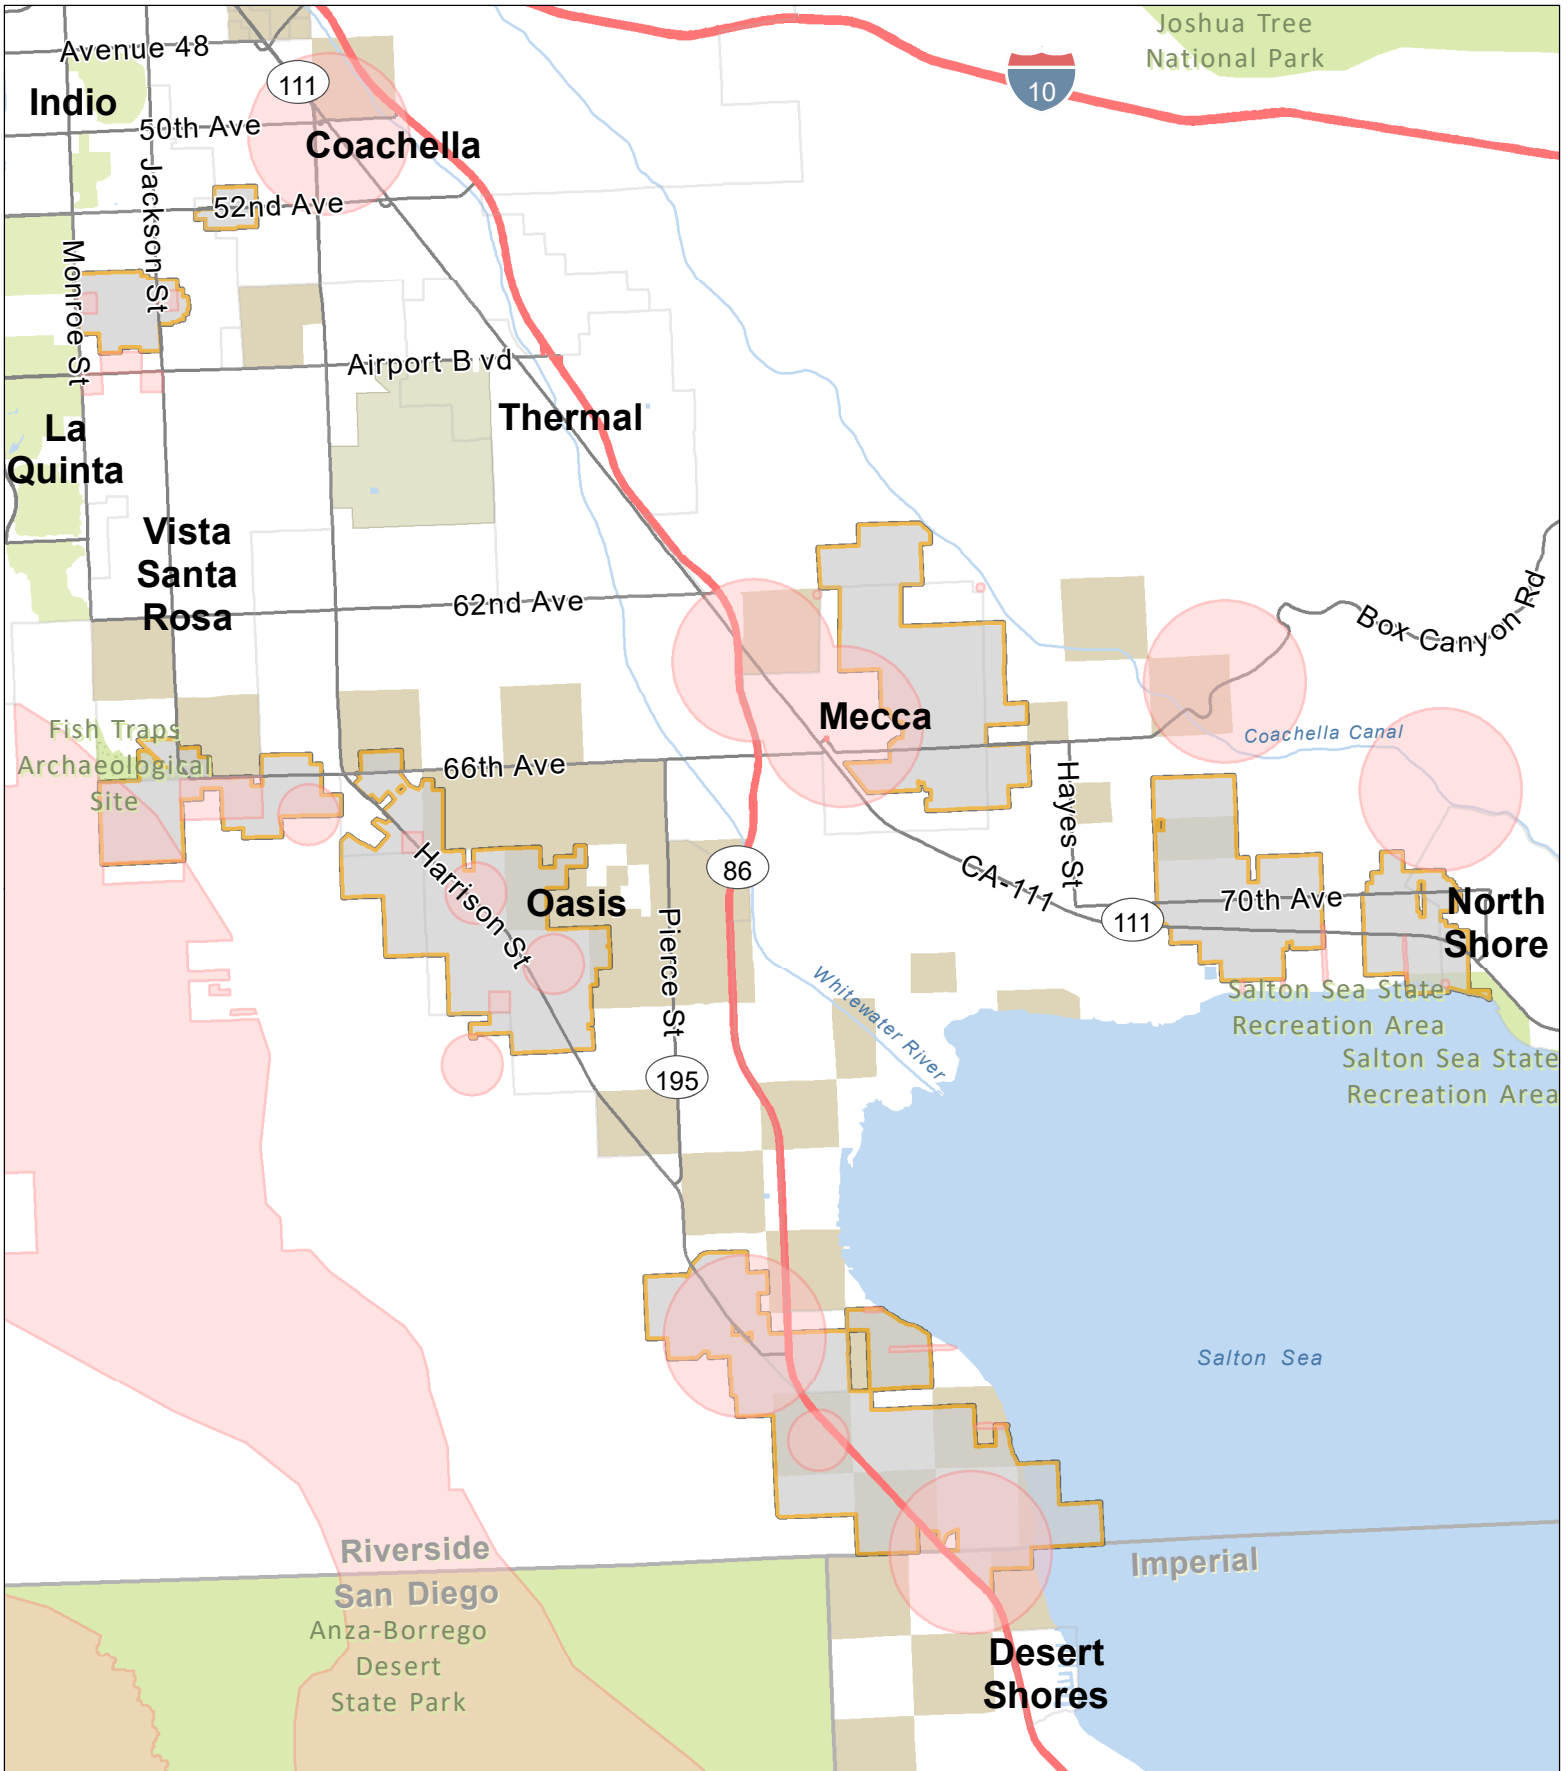 Joshua Tree
National Park
Avenue 48
111
10
Indio
50th Ave
Coachella
Jackson St
52nd Ave
Monroe St
Airport B vd
Thermal
La
Quinta
Vista
Santa
Rosa
62nd Ave
Box Canyon Rd
Fish Traps
Archaeological
Site
Mecca
Coachella Canal
66th Ave
Hayes St
Harrison St
86
CA-111
Oasis
70th Ave
North
Shore
111
Pierce St
Whitewater River
Salton Sea State
Recreation Area
Salton Sea State
Recreation Area
195
Salton Sea
Riverside
San Diego
Imperial
Anza-Borrego
Desert
State Park
Desert
Shores